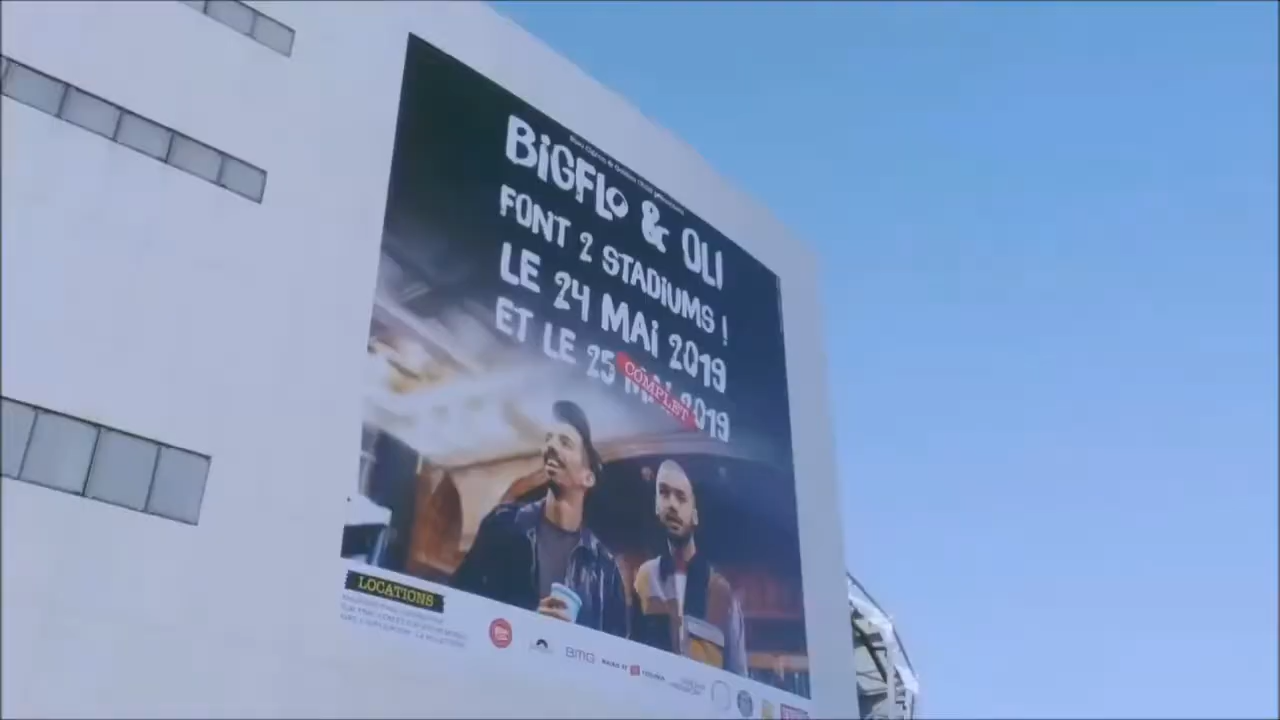 BIGFLO & OLI
FONT 2 STADIUMS !
LE 24 MAI 2019
ET LE 25 MAI 2019
COMPLET
LOCATIONS
BMG